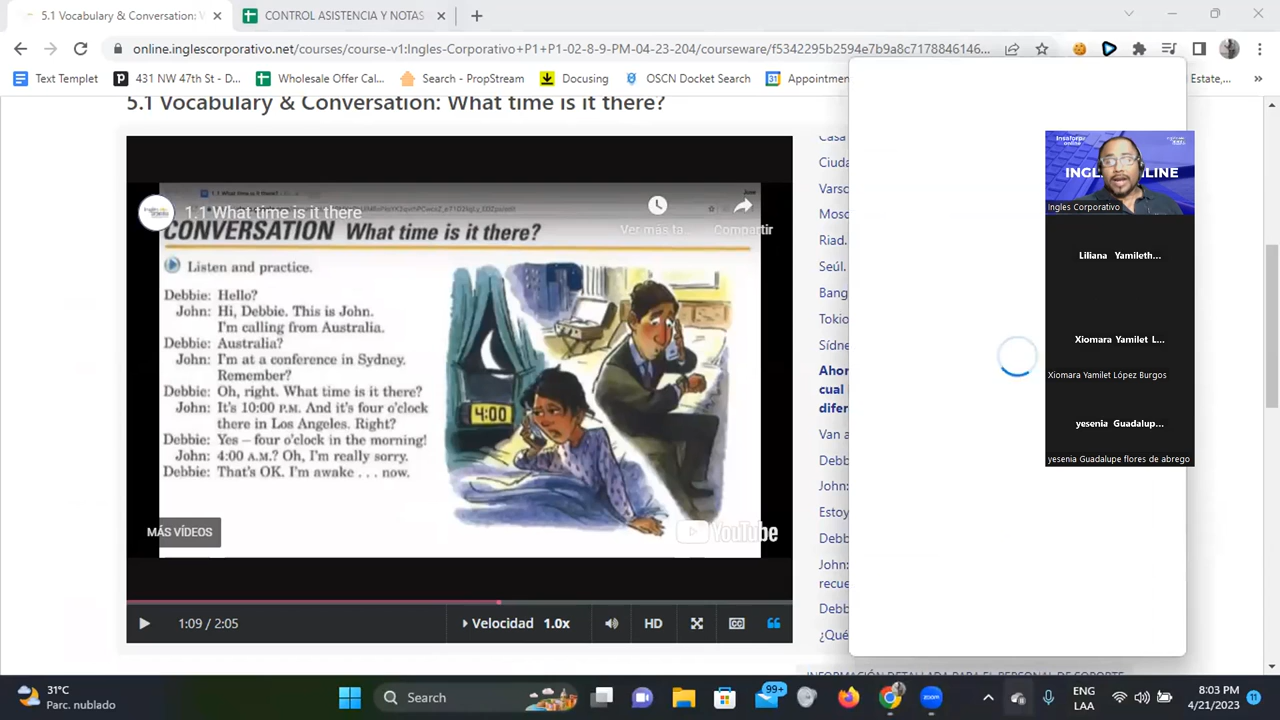 5.1 Vocabulary & Conversation: V
CONTROL ASISTENCIA Y NOTAS
online.inglescorporativo.net/courses/course-v1:Ingles-Corporativo+P1+P1-02-8-9-PM-04-23-204/courseware/f5342295b2594e7b9a8c7178846146...
Text Templet
431 NW 47th St - D...
Wholesale Offer Cal...
Search - PropStream
Docusing
OSCN Docket Search
Appointmen
Estate,...
5.1 Vocabulary & Conversation: What time is it there?
1.1 What time is it there
Ver más ta...
Compartir
CONVERSATION What time is it there?
Listen and practice.
Debbie: Hello?
John: Hi, Debbie. This is John.
I'm calling from Australia.
Debbie: Australia?
John: I'm at a conference in Sydney.
Remember?
Debbie: Oh, right. What time is it there?
John: It's 10:00 P.M. And it's four o'clock
there in Los Angeles. Right?
Debbie: Yes – four o'clock in the morning!
John: 4:00 A.M.? Oh, I'm really sorry.
Debbie: That's OK. I'm awake . . . now.
4:00
MÁS VÍDEOS
YouTube
1:09 / 2:05
Velocidad 1.0x
HD
Casa
Ciuda
Varso
Mosc
Riad.
Seúl.
Bang
Tokio
Sídne
Ahor
cual
difer
Van a
Debb
John:
Estoy
Debb
John:
recue
Debb
¿Qué
INGL NLINE
Ingles Corporativo
Liliana Yamileth...
Xiomara Yamilet L...
Xiomara Yamilet López Burgos
yesenia Guadalup...
yesenia Guadalupe flores de abrego
31°C
Parc. nublado
Search
99+
zoom
ENG
LAA
8:03 PM
4/21/2023
11